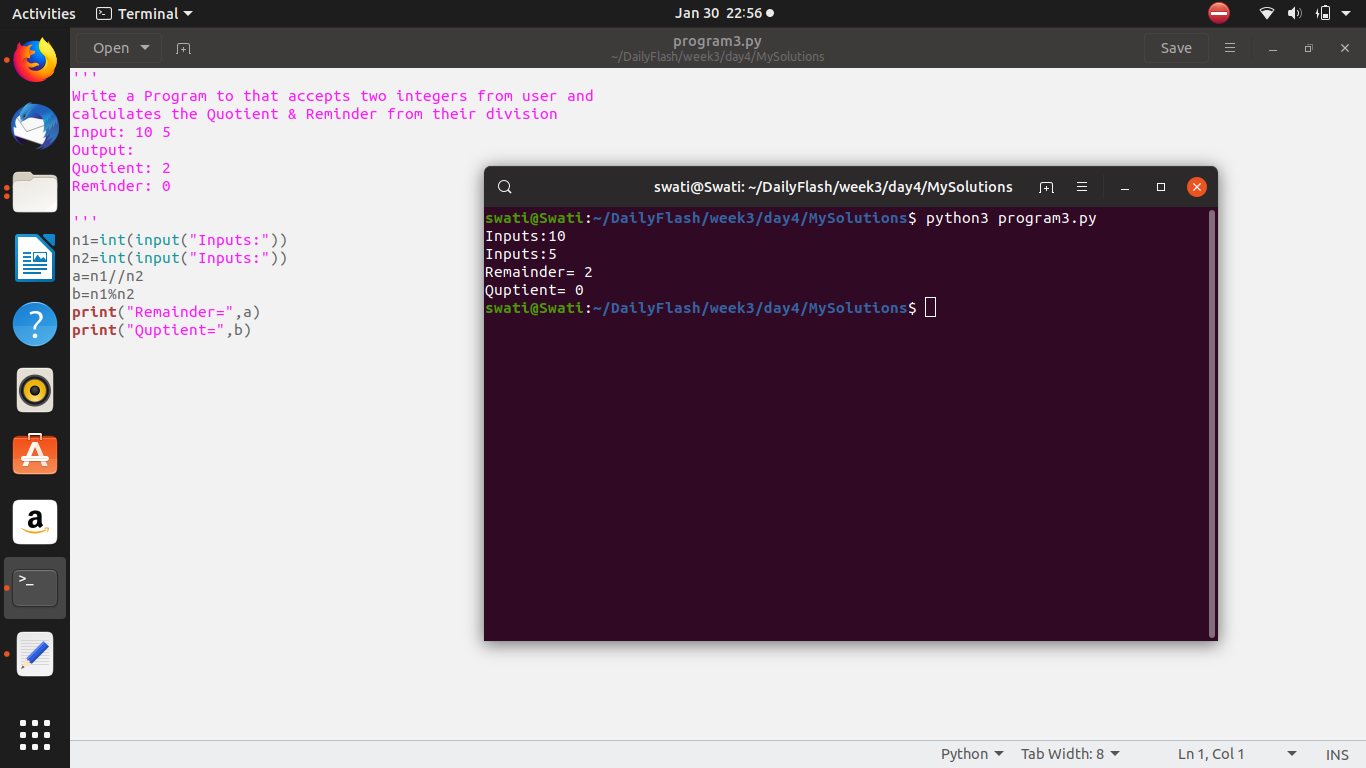 Activities Terminal Jan 30 22:56
Open program3.py Save
~/DailyFlash/week3/day4/MySolutions
'''
Write a Program to that accepts two integers from user and
calculates the Quotient & Reminder from their division
Input: 10 5
Output:
Quotient: 2
Reminder: 0
'''
n1=int(input("Inputs:"))
n2=int(input("Inputs:"))
a=n1//n2
b=n1%n2
print("Remainder=",a)
print("Quptient=",b)
swati@Swati: ~/DailyFlash/week3/day4/MySolutions
swati@Swati:~/DailyFlash/week3/day4/MySolutions$ python3 program3.py
Inputs:10
Inputs:5
Remainder= 2
Quptient= 0
swati@Swati:~/DailyFlash/week3/day4/MySolutions$
?
A
a
>_
Python Tab Width: 8 Ln 1, Col 1 INS